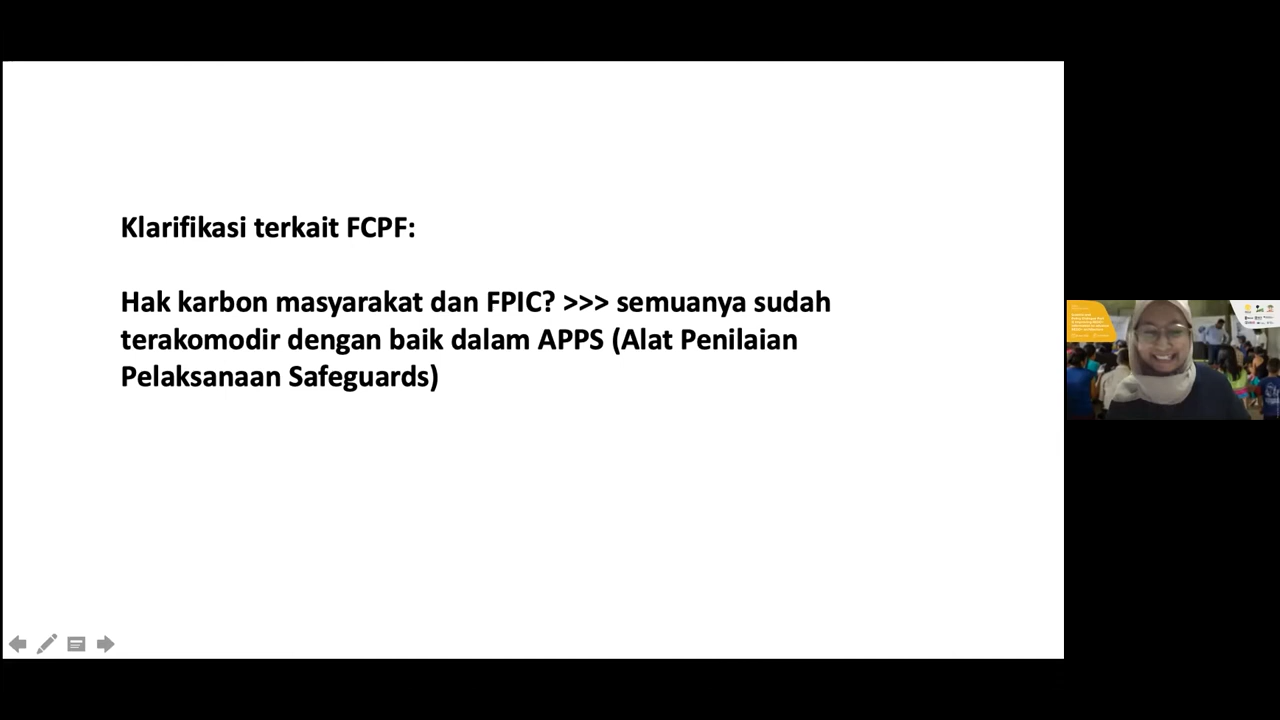 Klarifikasi terkait FCPF:
Hak karbon masyarakat dan FPIC? >>> semuanya sudah
terakomodir dengan baik dalam APPS (Alat Penilaian
Pelaksanaan Safeguards)